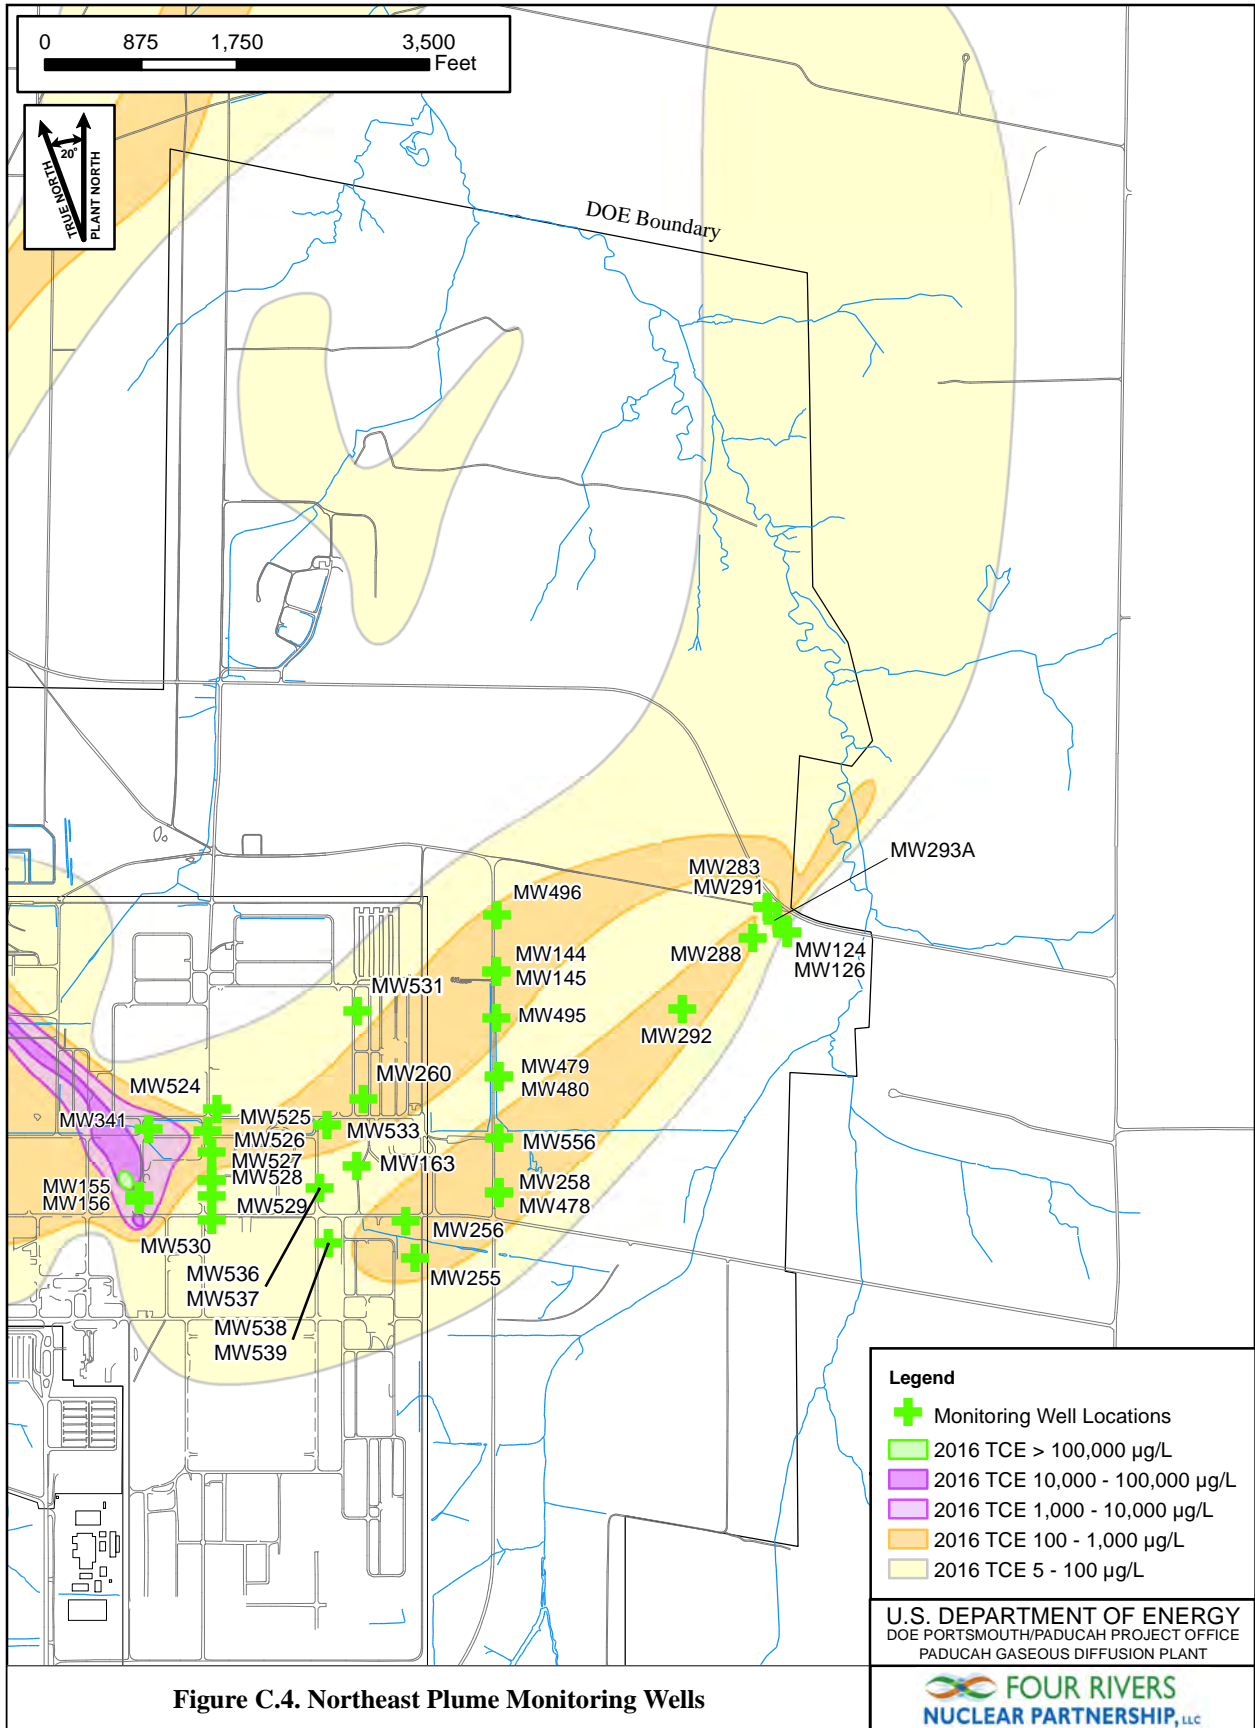 0 875 1,750 3,500
Feet
20°
TRUE NORTH
PLANT NORTH
DOE Boundary
MW293A
MW283
MW291
MW496
MW288
MW124
MW126
MW144
MW145
MW531
MW495
MW292
MW479
MW480
MW260
MW524
MW525
MW341
MW526
MW533
MW556
MW527
MW163
MW528
MW155
MW156
MW258
MW478
MW529
MW256
MW530
MW255
MW536
MW537
MW538
MW539
Legend
Monitoring Well Locations
2016 TCE > 100,000 µg/L
2016 TCE 10,000 - 100,000 µg/L
2016 TCE 1,000 - 10,000 µg/L
2016 TCE 100 - 1,000 µg/L
2016 TCE 5 - 100 µg/L
U.S. DEPARTMENT OF ENERGY
DOE PORTSMOUTH/PADUCAH PROJECT OFFICE
PADUCAH GASEOUS DIFFUSION PLANT
Figure C.4. Northeast Plume Monitoring Wells
FOUR RIVERS
NUCLEAR PARTNERSHIP, LLC